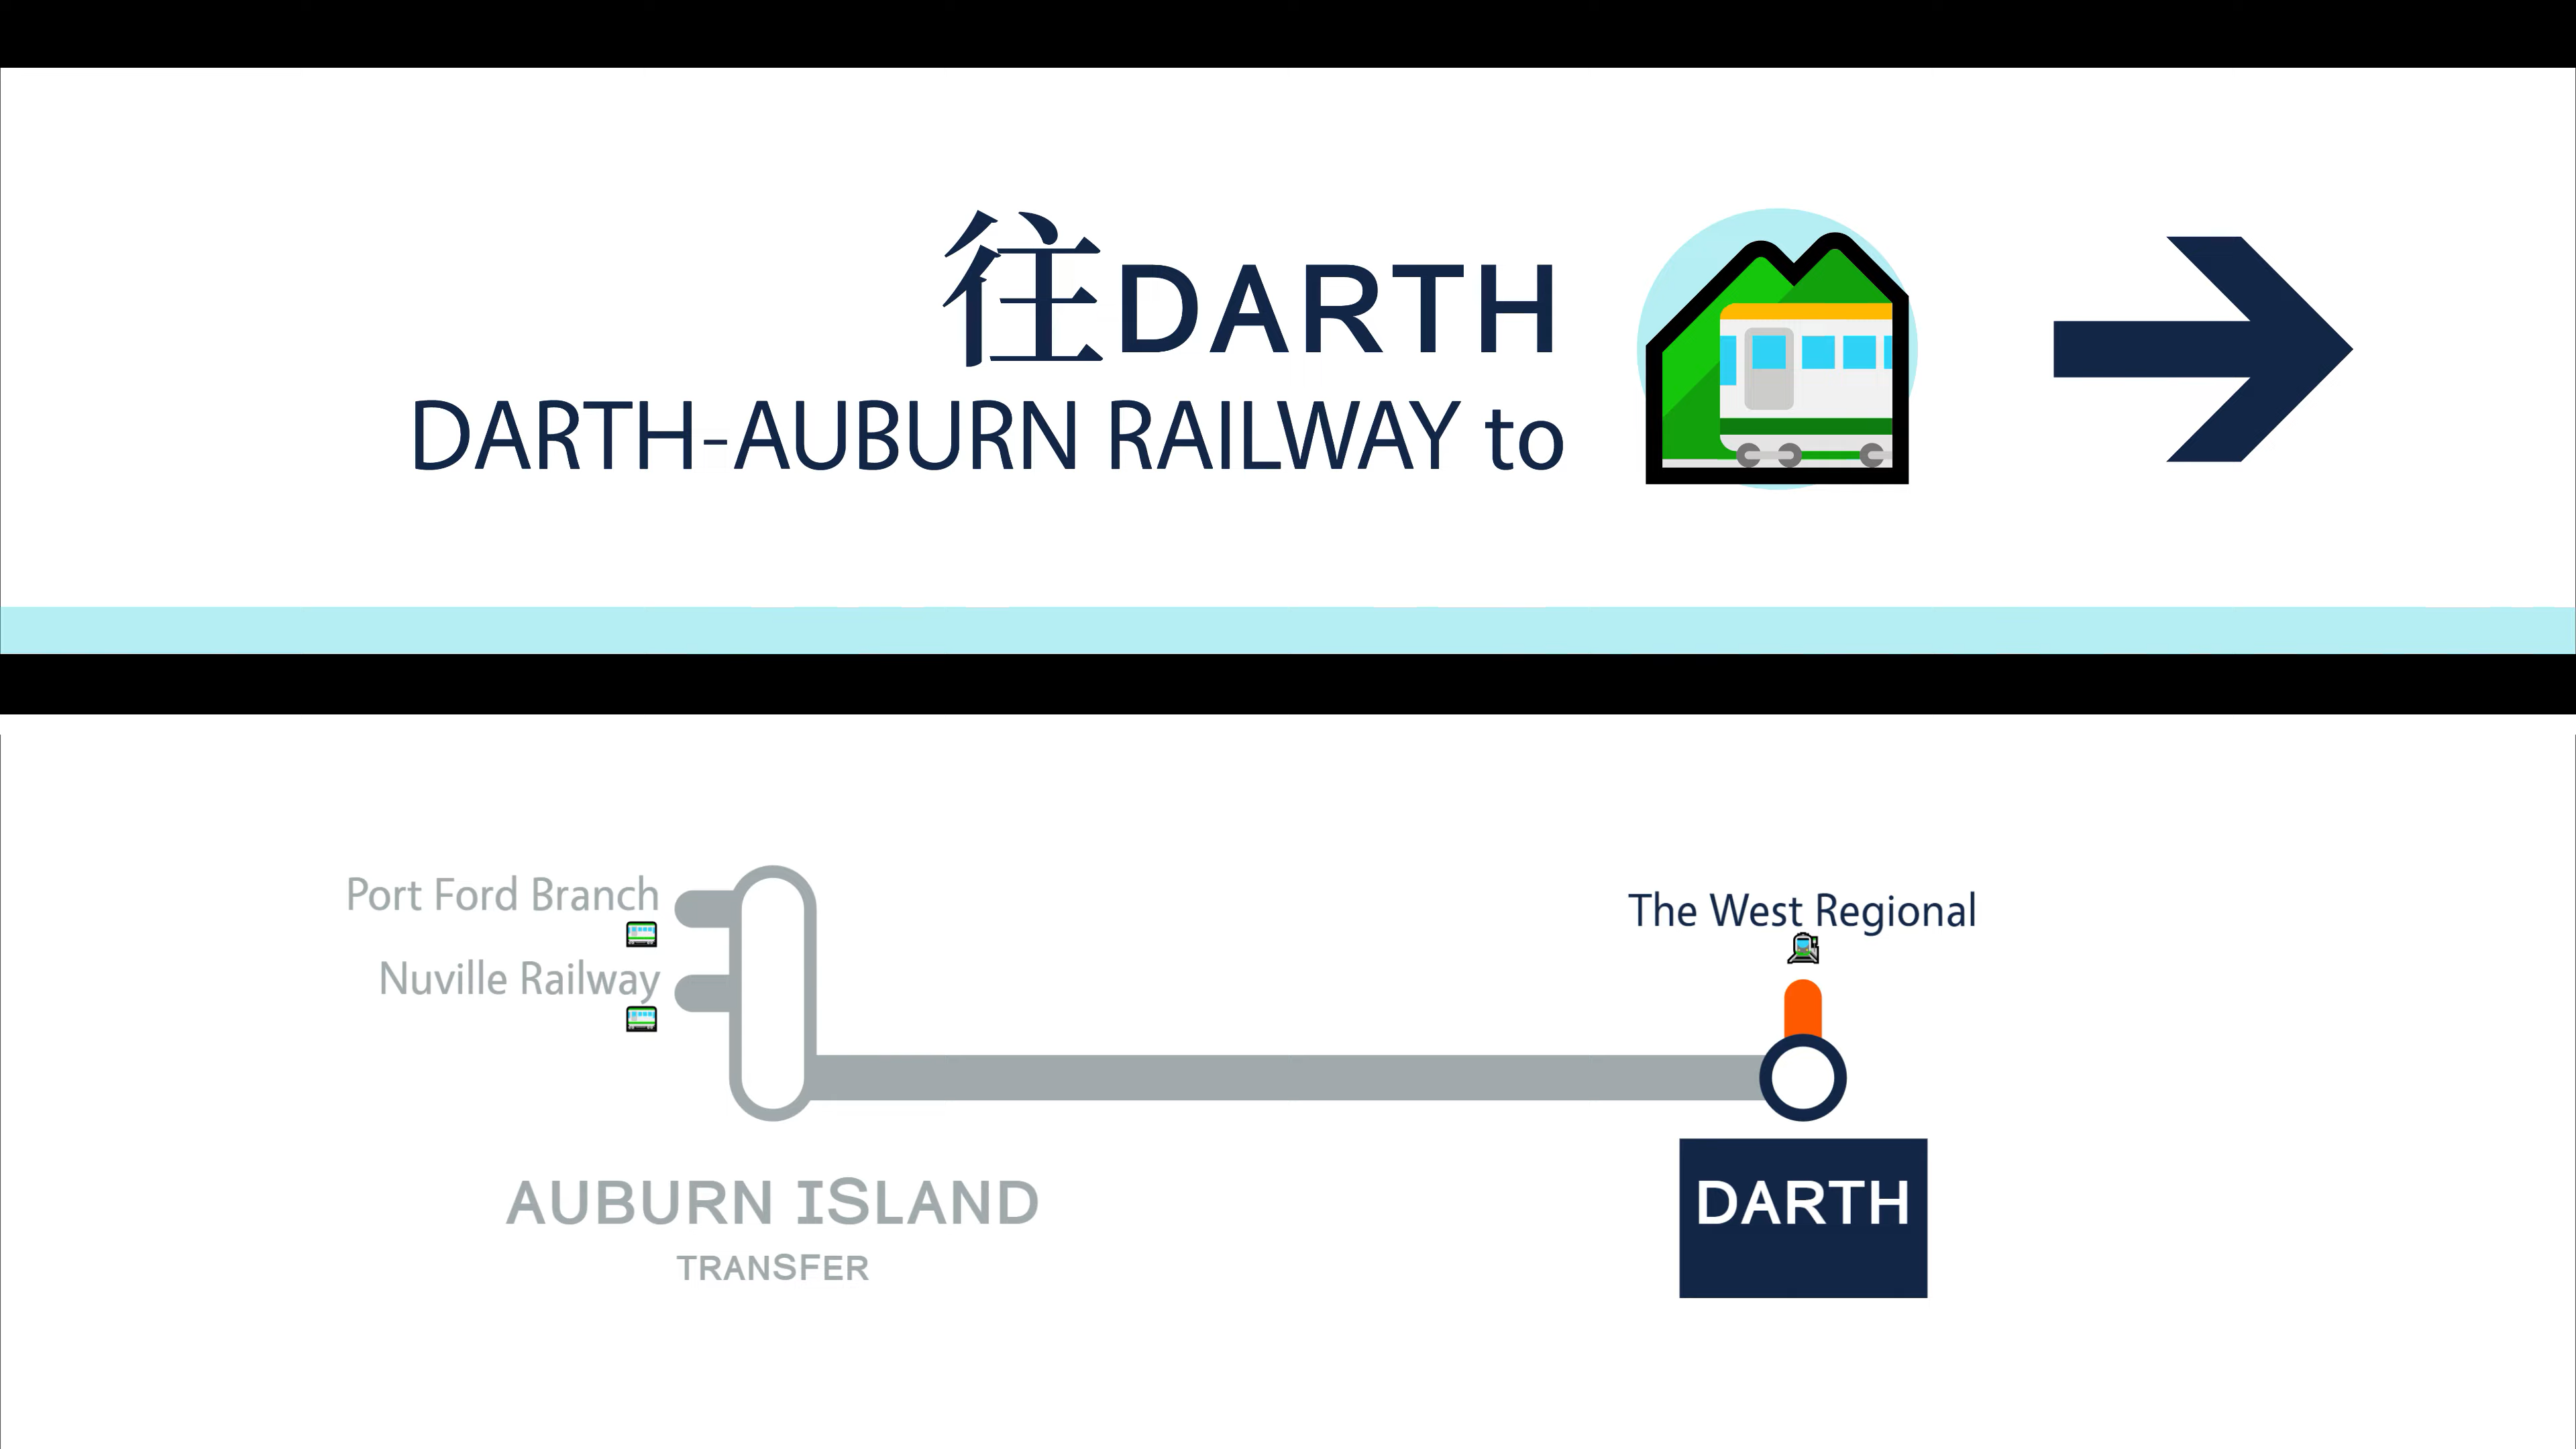 往DARTH
DARTH-AUBURN RAILWAY to
Port Ford Branch
Nuville Railway
The West Regional
AUBURN ISLAND
TRANSFER
DARTH